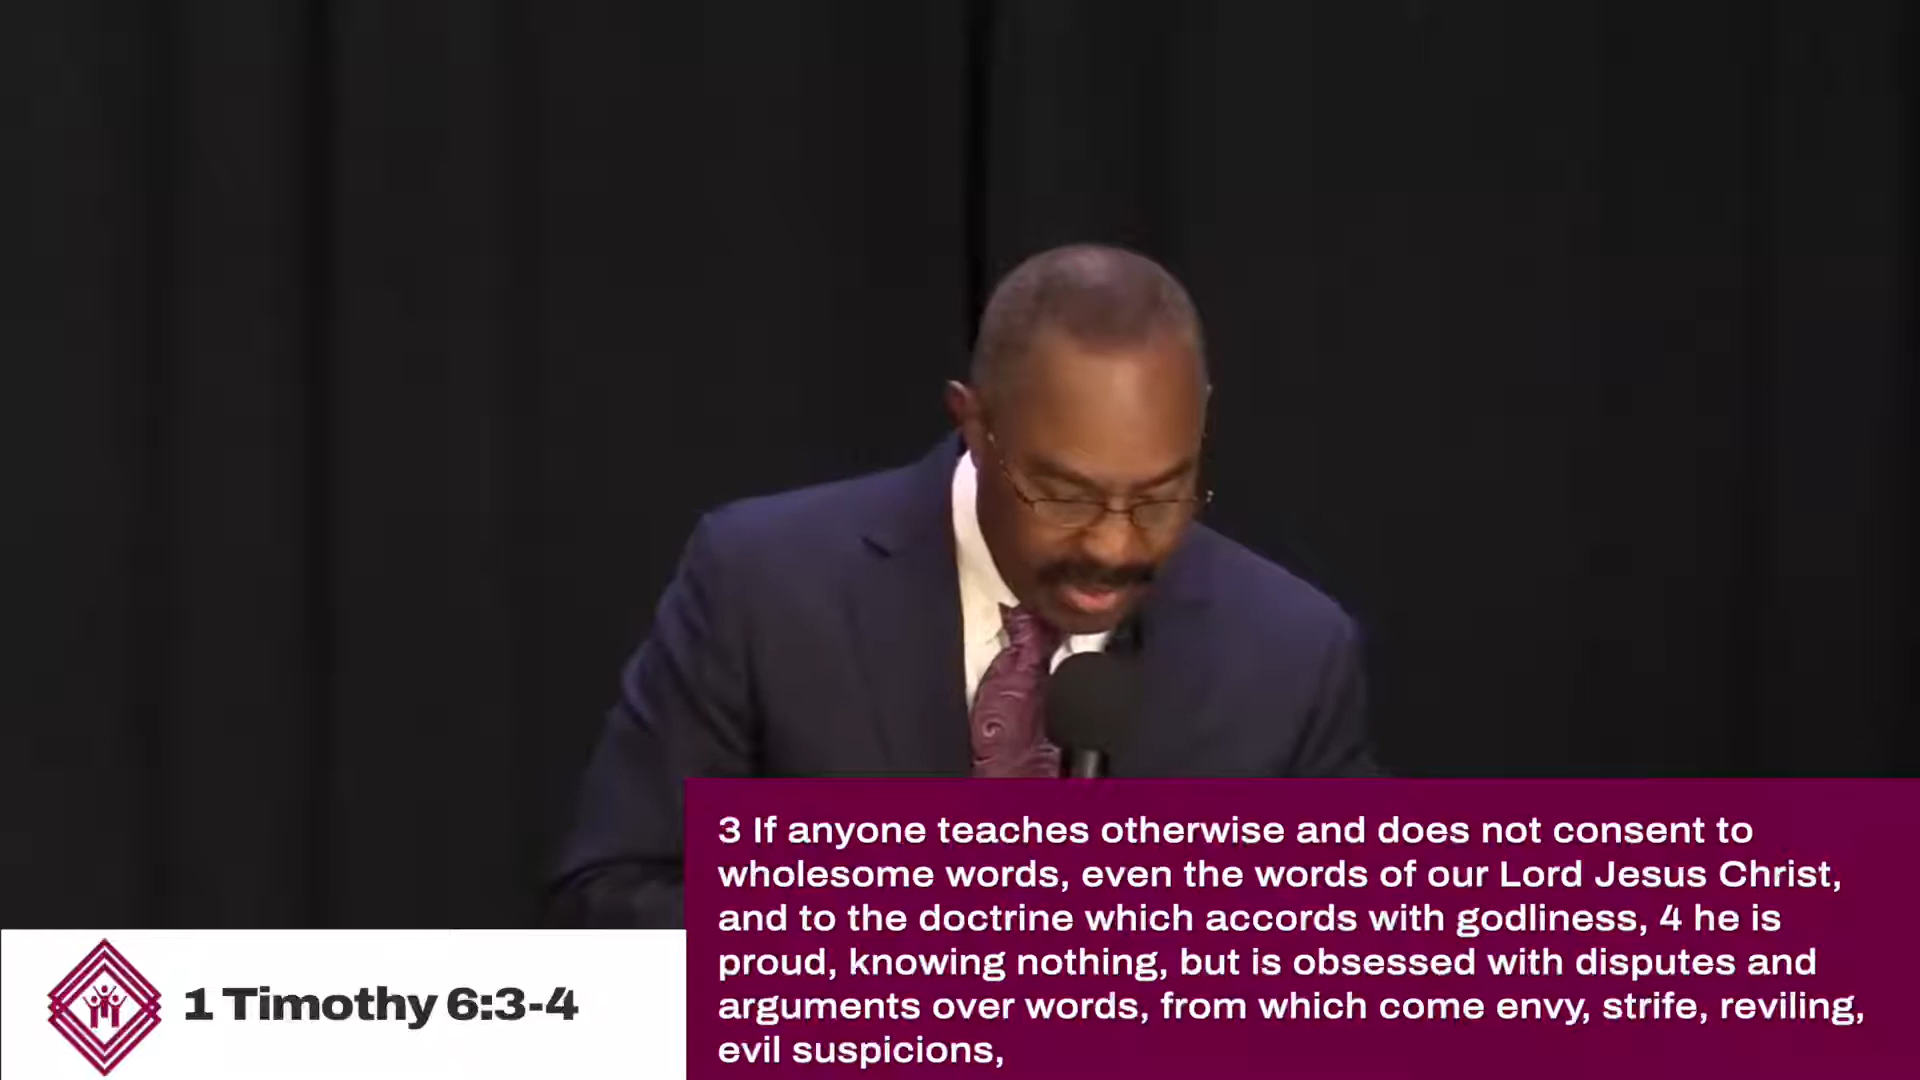 3 If anyone teaches otherwise and does not consent to
wholesome words, even the words of our Lord Jesus Christ,
and to the doctrine which accords with godliness, 4 he is
proud, knowing nothing, but is obsessed with disputes and
arguments over words, from which come envy, strife, reviling,
evil suspicions,
1 Timothy 6:3-4